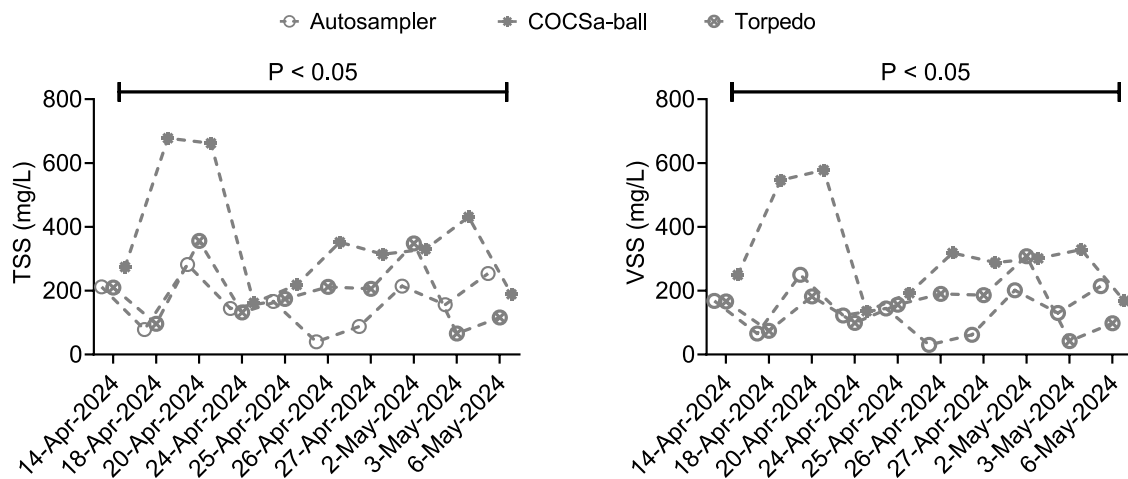 Autosampler COCSa-ball Torpedo
P < 0.05
800
600
400
200
0
TSS (mg/L)
14-Apr-2024
18-Apr-2024
20-Apr-2024
24-Apr-2024
25-Apr-2024
26-Apr-2024
27-Apr-2024
2-May-2024
3-May-2024
6-May-2024
P < 0.05
800
600
400
200
0
VSS (mg/L)
14-Apr-2024
18-Apr-2024
20-Apr-2024
24-Apr-2024
25-Apr-2024
26-Apr-2024
27-Apr-2024
2-May-2024
3-May-2024
6-May-2024